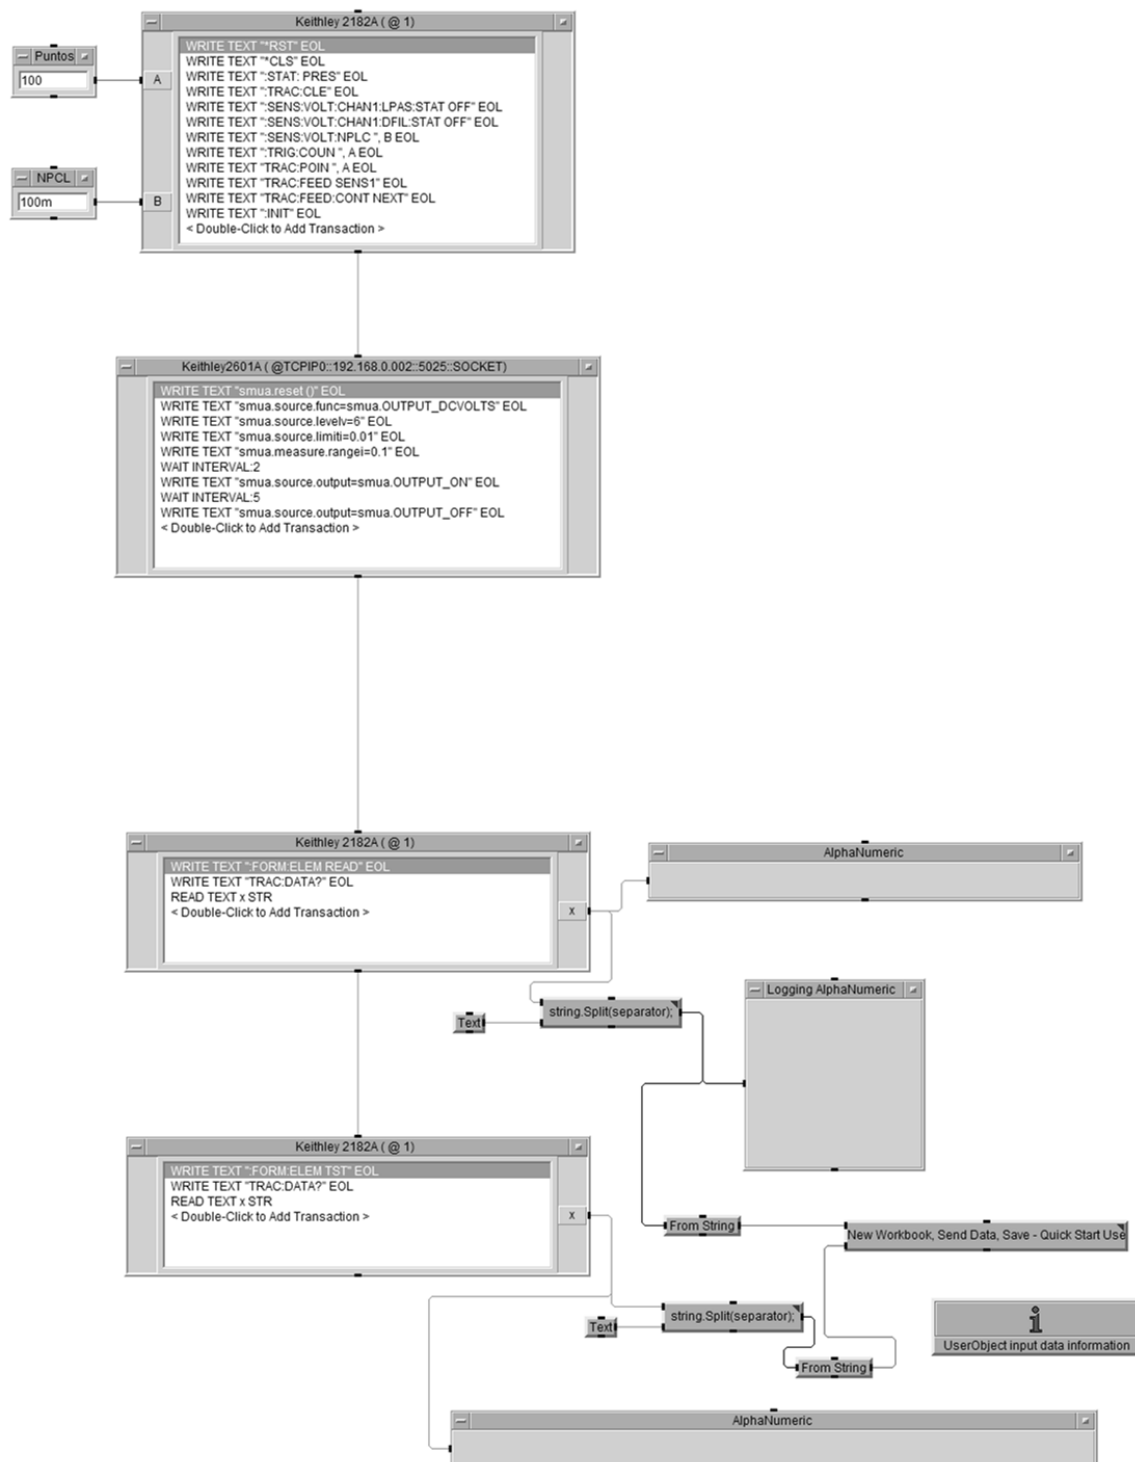 Keithley 2182A ( @ 1)
Puntos
100
A
NPCL
100m
B
WRITE TEXT "*RST" EOL
WRITE TEXT "*CLS" EOL
WRITE TEXT ":STAT: PRES" EOL
WRITE TEXT ":TRAC:CLE" EOL
WRITE TEXT ":SENS:VOLT:CHAN1:LPAS:STAT OFF" EOL
WRITE TEXT ":SENS:VOLT:CHAN1:DFIL:STAT OFF" EOL
WRITE TEXT ":SENS:VOLT:NPLC ", B EOL
WRITE TEXT ":TRIG:COUN ", A EOL
WRITE TEXT "TRAC:POIN ", A EOL
WRITE TEXT "TRAC:FEED SENS1" EOL
WRITE TEXT "TRAC:FEED:CONT NEXT" EOL
WRITE TEXT ":INIT" EOL
< Double-Click to Add Transaction >
Keithley2601A ( @TCPIP0::192.168.0.002::5025::SOCKET)
WRITE TEXT "smua.reset ()" EOL
WRITE TEXT "smua.source.func=smua.OUTPUT_DCVOLTS" EOL
WRITE TEXT "smua.source.levelv=6" EOL
WRITE TEXT "smua.source.limiti=0.01" EOL
WRITE TEXT "smua.measure.rangei=0.1" EOL
WAIT INTERVAL:2
WRITE TEXT "smua.source.output=smua.OUTPUT_ON" EOL
WAIT INTERVAL:5
WRITE TEXT "smua.source.output=smua.OUTPUT_OFF" EOL
< Double-Click to Add Transaction >
Keithley 2182A ( @ 1)
WRITE TEXT ":FORM:ELEM READ" EOL
WRITE TEXT "TRAC:DATA?" EOL
READ TEXT x STR
< Double-Click to Add Transaction >
X
AlphaNumeric
Text
string.Split(separator);
Logging AlphaNumeric
Keithley 2182A ( @ 1)
WRITE TEXT ":FORM:ELEM TST" EOL
WRITE TEXT "TRAC:DATA?" EOL
READ TEXT x STR
< Double-Click to Add Transaction >
X
From String
New Workbook, Send Data, Save - Quick Start Use
Text
string.Split(separator);
From String
i
UserObject input data information
AlphaNumeric